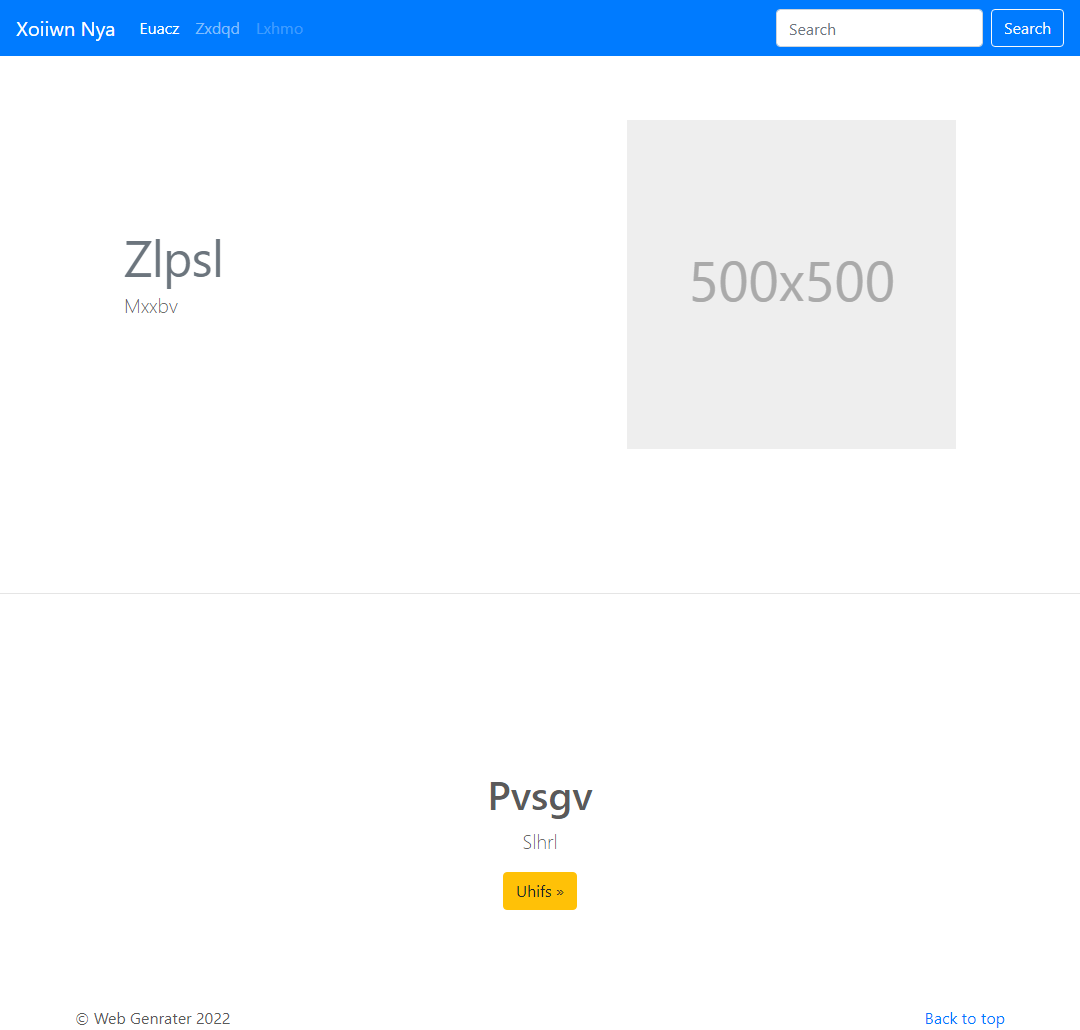 Xoiiwn Nya Euacz Zxdqd Lxhmo Search Search
Zlpsl
Mxxbv
500x500
Pvsgv
Slhrl
Uhifs »
© Web Genrater 2022 Back to top